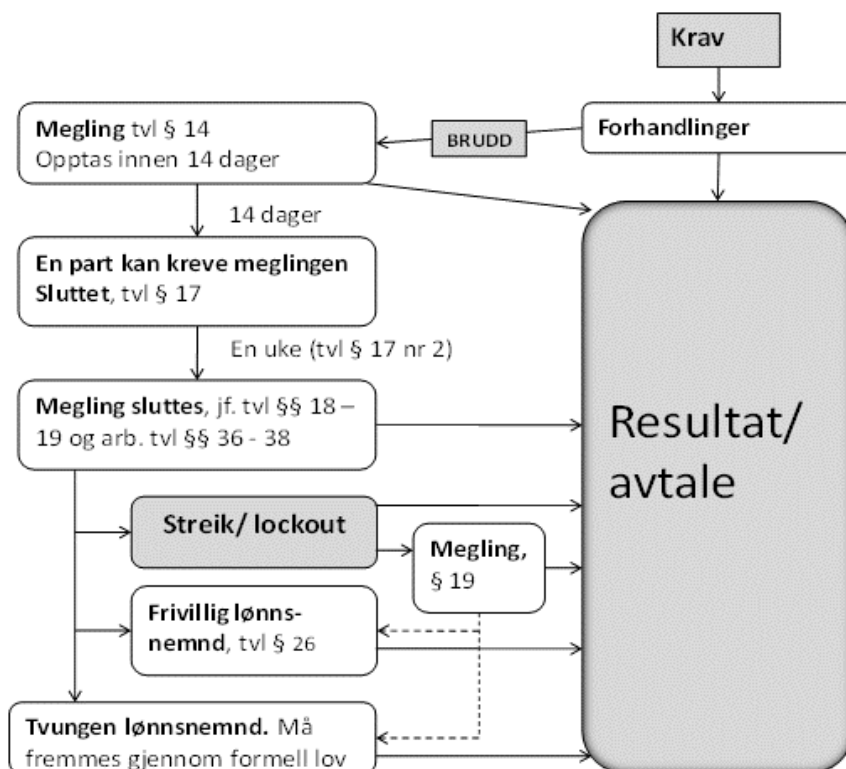 Krav
Forhandlinger
BRUDD
Megling tvl § 14
Opptas innen 14 dager
14 dager
En part kan kreve meglingen
Sluttet, tvl § 17
En uke (tvl § 17 nr 2)
Megling sluttes, jf. tvl §§ 18 –
19 og arb. tvl §§ 36 - 38
Streik/ lockout
Megling,
§ 19
Frivillig lønns-
nemnd, tvl § 26
Tvungen lønnsnemnd. Må
fremmes gjennom formell lov
Resultat/
avtale